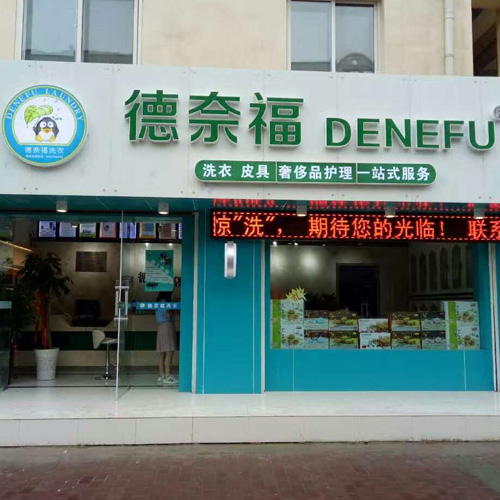 DENEFU LAUNDRY
德奈福洗衣
德奈福 DENEFU
洗衣 皮具 奢侈品护理 一站式服务
惊"洗", 期待您的光临! 联系